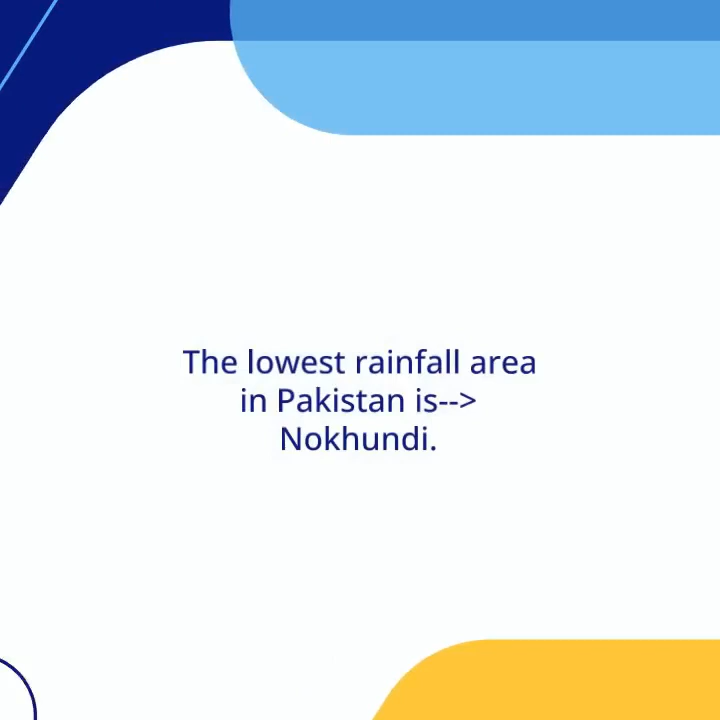 The lowest rainfall area
in Pakistan is-->
Nokhundi.